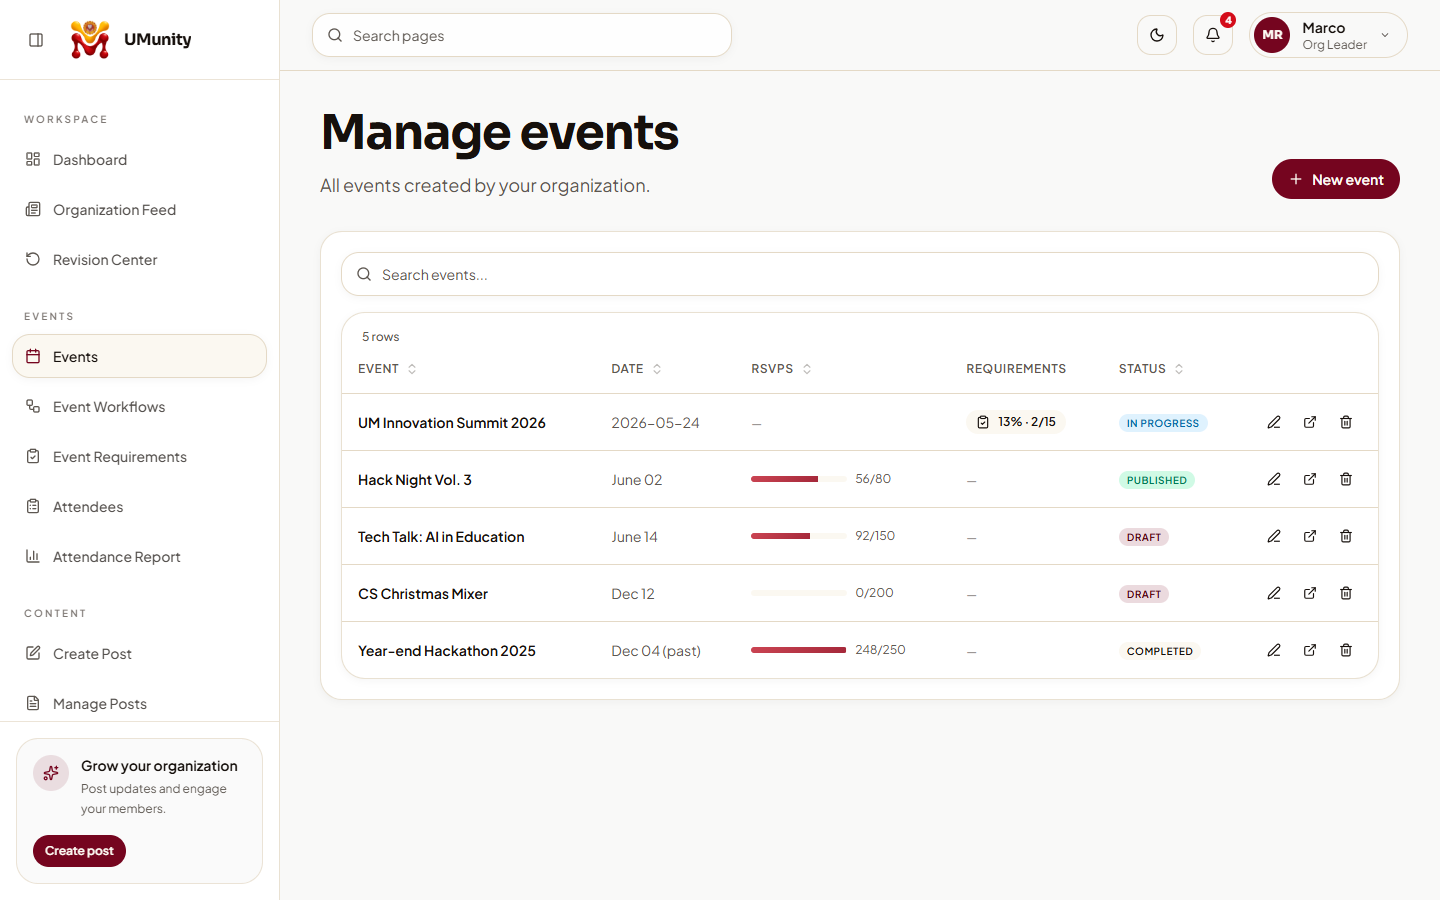 UMunity
Search pages
4
MR
Marco
Org Leader
WORKSPACE
Dashboard
Organization Feed
Revision Center
EVENTS
Events
Event Workflows
Event Requirements
Attendees
Attendance Report
CONTENT
Create Post
Manage Posts
Grow your organization
Post updates and engage
your members.
Create post
Manage events
All events created by your organization.
+ New event
Search events...
5 rows
EVENT DATE RSVPS REQUIREMENTS STATUS
UM Innovation Summit 2026 2026-05-24 — 13% · 2/15 IN PROGRESS
Hack Night Vol. 3 June 02 56/80 — PUBLISHED
Tech Talk: AI in Education June 14 92/150 — DRAFT
CS Christmas Mixer Dec 12 0/200 — DRAFT
Year-end Hackathon 2025 Dec 04 (past) 248/250 — COMPLETED